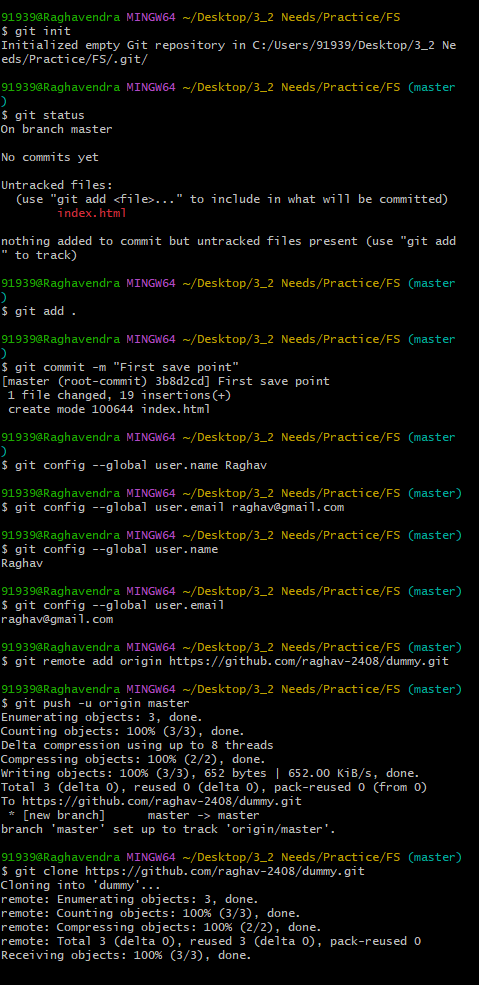 91939@Raghavendra MINGW64 ~/Desktop/3_2 Needs/Practice/FS
$ git init
Initialized empty Git repository in C:/Users/91939/Desktop/3_2 Ne
eds/Practice/FS/.git/
91939@Raghavendra MINGW64 ~/Desktop/3_2 Needs/Practice/FS (master
)
$ git status
On branch master
No commits yet
Untracked files:
  (use "git add <file>..." to include in what will be committed)
        index.html
nothing added to commit but untracked files present (use "git add
" to track)
91939@Raghavendra MINGW64 ~/Desktop/3_2 Needs/Practice/FS (master
)
$ git add .
91939@Raghavendra MINGW64 ~/Desktop/3_2 Needs/Practice/FS (master
)
$ git commit -m "First save point"
[master (root-commit) 3b8d2cd] First save point
 1 file changed, 19 insertions(+)
 create mode 100644 index.html
91939@Raghavendra MINGW64 ~/Desktop/3_2 Needs/Practice/FS (master
)
$ git config --global user.name Raghav
91939@Raghavendra MINGW64 ~/Desktop/3_2 Needs/Practice/FS (master)
$ git config --global user.email raghav@gmail.com
91939@Raghavendra MINGW64 ~/Desktop/3_2 Needs/Practice/FS (master)
$ git config --global user.name
Raghav
91939@Raghavendra MINGW64 ~/Desktop/3_2 Needs/Practice/FS (master)
$ git config --global user.email
raghav@gmail.com
91939@Raghavendra MINGW64 ~/Desktop/3_2 Needs/Practice/FS (master)
$ git remote add origin https://github.com/raghav-2408/dummy.git
91939@Raghavendra MINGW64 ~/Desktop/3_2 Needs/Practice/FS (master)
$ git push -u origin master
Enumerating objects: 3, done.
Counting objects: 100% (3/3), done.
Delta compression using up to 8 threads
Compressing objects: 100% (2/2), done.
Writing objects: 100% (3/3), 652 bytes | 652.00 KiB/s, done.
Total 3 (delta 0), reused 0 (delta 0), pack-reused 0 (from 0)
To https://github.com/raghav-2408/dummy.git
 * [new branch]      master -> master
branch 'master' set up to track 'origin/master'.
91939@Raghavendra MINGW64 ~/Desktop/3_2 Needs/Practice/FS (master)
$ git clone https://github.com/raghav-2408/dummy.git
Cloning into 'dummy'...
remote: Enumerating objects: 3, done.
remote: Counting objects: 100% (3/3), done.
remote: Compressing objects: 100% (2/2), done.
remote: Total 3 (delta 0), reused 3 (delta 0), pack-reused 0
Receiving objects: 100% (3/3), done.